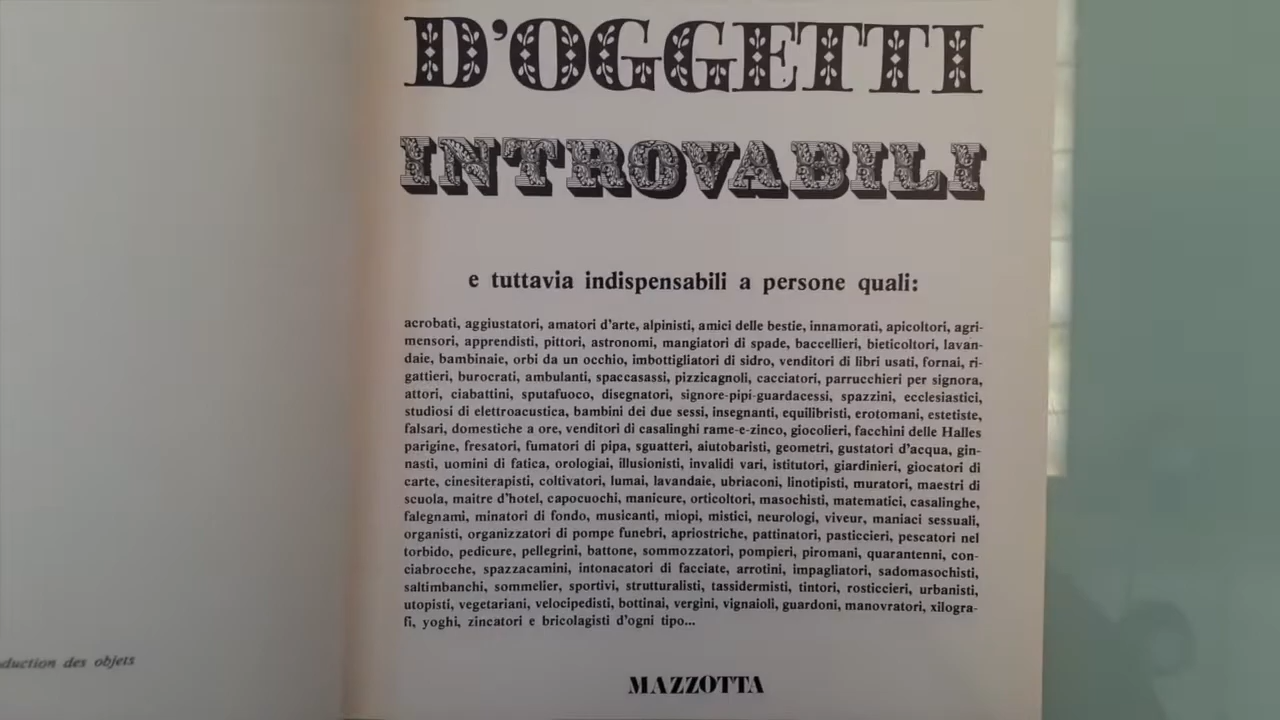 D'OGGETTI
INTROVABILI
e tuttavia indispensabili a persone quali:
acrobati, aggiustatori, amatori d'arte, alpinisti, amici delle bestie, innamorati, apicoltori, agri-
mensori, apprendisti, pittori, astronomi, mangiatori di spade, baccellieri, bieticoltori, lavan-
daie, bambinaie, orbi da un occhio, imbottigliatori di sidro, venditori di libri usati, fornai, ri-
gattieri, burocrati, ambulanti, spaccasassi, pizzicagnoli, cacciatori, parrucchieri per signora,
attori, ciabattini, sputafuoco, disegnatori, signore-pipi-guardacessi, spazzini, ecclesiastici,
studiosi di elettroacustica, bambini dei due sessi, insegnanti, equilibristi, erotomani, estetiste,
falsari, domestiche a ore, venditori di casalinghi rame-e-zinco, giocolieri, facchini delle Halles
parigine, fresatori, fumatori di pipa, sguatteri, aiutobaristi, geometri, gustatori d'acqua, gin-
nasti, uomini di fatica, orologiai, illusionisti, invalidi vari, istitutori, giardinieri, giocatori di
carte, cinesiterapisti, coltivatori, lumai, lavandaie, ubriaconi, linotipisti, muratori, maestri di
scuola, maitre d'hotel, capocuochi, manicure, orticoltori, masochisti, matematici, casalinghe,
falegnami, minatori di fondo, musicanti, miopi, mistici, neurologi, viveur, maniaci sessuali,
organisti, organizzatori di pompe funebri, apriostriche, pattinatori, pasticcieri, pescatori nel
torbido, pedicure, pellegrini, battone, sommozzatori, pompieri, piromani, quarantenni, con-
ciabrocche, spazzacamini, intonacatori di facciate, arrotini, impagliatori, sadomasochisti,
saltimbanchi, sommelier, sportivi, strutturalisti, tassidermisti, tintori, rosticcieri, urbanisti,
utopisti, vegetariani, velocipedisti, bottinai, vergini, vignaioli, guardoni, manovratori, xilogra-
fi, yoghi, zincatori e bricolagisti d'ogni tipo...
MAZZOTTA
duction des objets